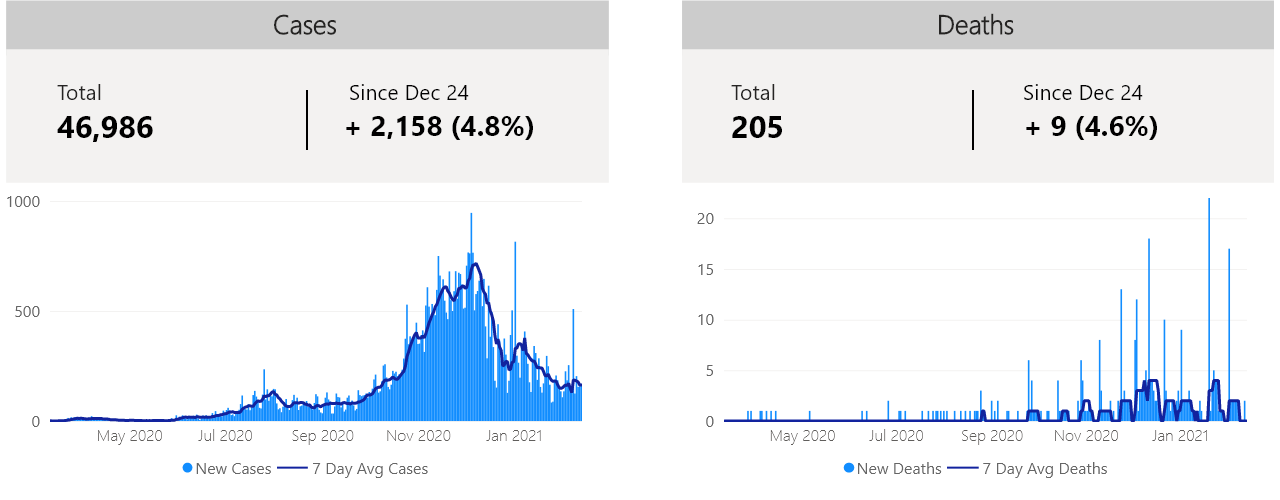 Cases
Total
46,986
Since Dec 24
+ 2,158 (4.8%)
1000
500
0
May 2020 Jul 2020 Sep 2020 Nov 2020 Jan 2021
New Cases 7 Day Avg Cases
Deaths
Total
205
Since Dec 24
+ 9 (4.6%)
20
15
10
5
0
May 2020 Jul 2020 Sep 2020 Nov 2020 Jan 2021
New Deaths 7 Day Avg Deaths